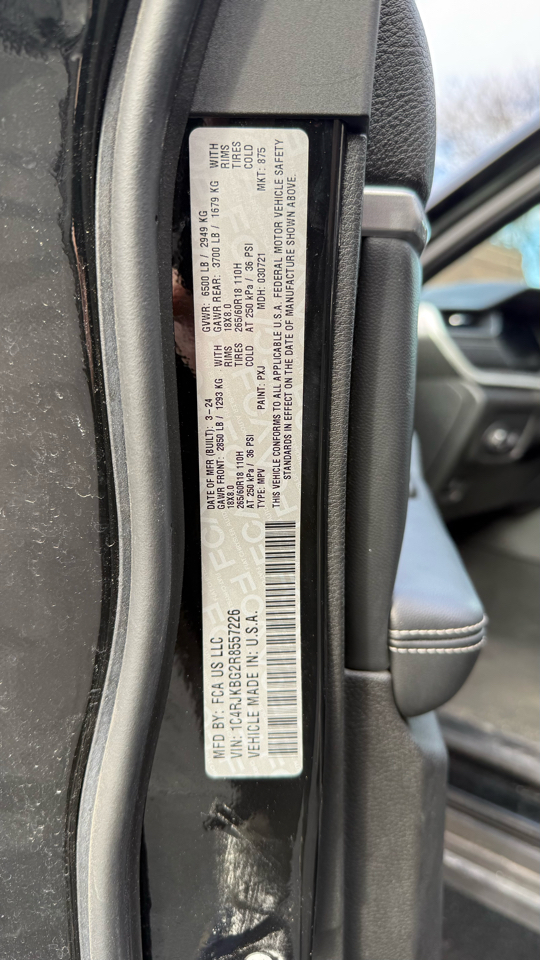 MFD BY: FCA US LLC
VIN: 1C4RJKBG2R8557226
VEHICLE MADE IN: U.S.A.
DATE OF MFR (BUILT): 3-24 GVWR: 6500 LB / 2949 KG
GAWR FRONT: 2850 LB / 1293 KG WITH GAWR REAR: 3700 LB / 1679 KG WITH
18X8.0 RIMS 18X8.0 RIMS
265/60R18 110H TIRES 265/60R18 110H TIRES
AT 250 kPa / 36 PSI COLD AT 250 kPa / 36 PSI COLD
TYPE: MPV PAINT: PXJ MDH: 030721 MKT: 875
THIS VEHICLE CONFORMS TO ALL APPLICABLE U.S.A. FEDERAL MOTOR VEHICLE SAFETY
STANDARDS IN EFFECT ON THE DATE OF MANUFACTURE SHOWN ABOVE.